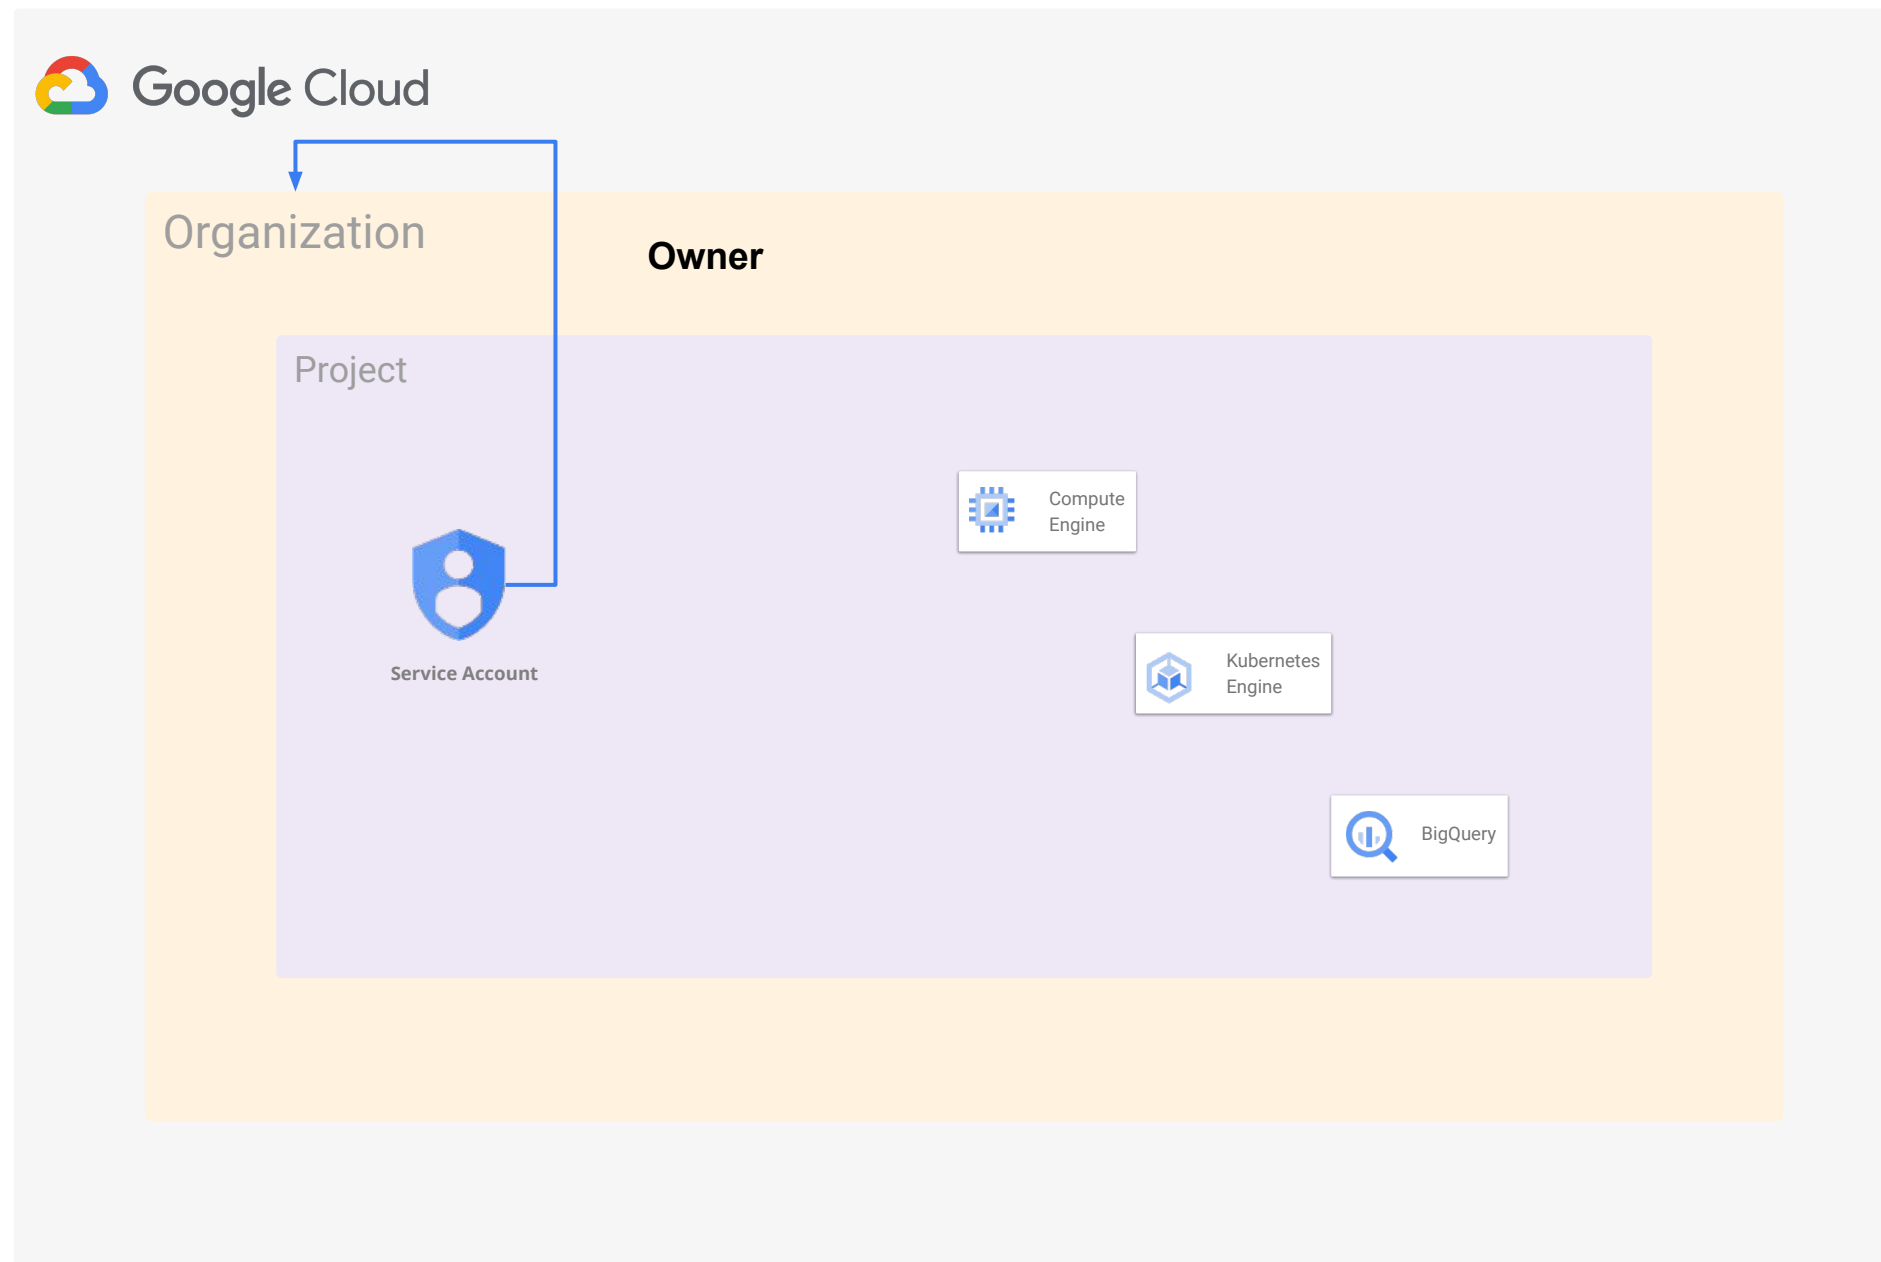 Google Cloud
Organization
Owner
Project
Compute
Engine
Kubernetes
Engine
Service Account
BigQuery